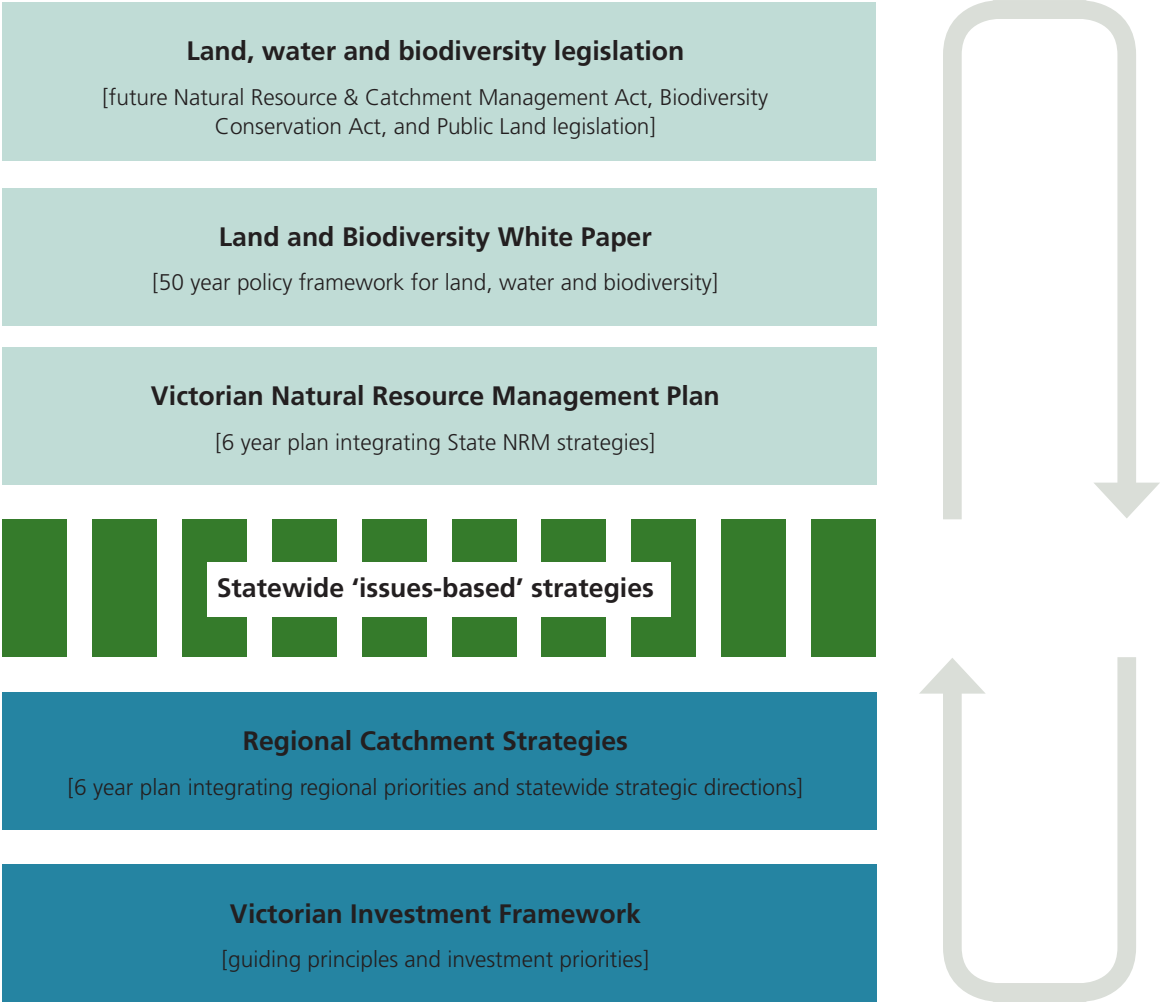 Land, water and biodiversity legislation
[future Natural Resource & Catchment Management Act, Biodiversity
Conservation Act, and Public Land legislation]
Land and Biodiversity White Paper
[50 year policy framework for land, water and biodiversity]
Victorian Natural Resource Management Plan
[6 year plan integrating State NRM strategies]
Statewide ‘issues-based’ strategies
Regional Catchment Strategies
[6 year plan integrating regional priorities and statewide strategic directions]
Victorian Investment Framework
[guiding principles and investment priorities]